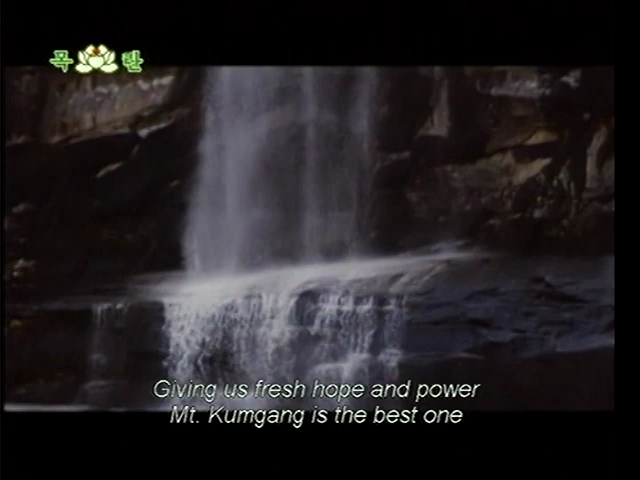 목란
Giving us fresh hope and power
Mt. Kumgang is the best one